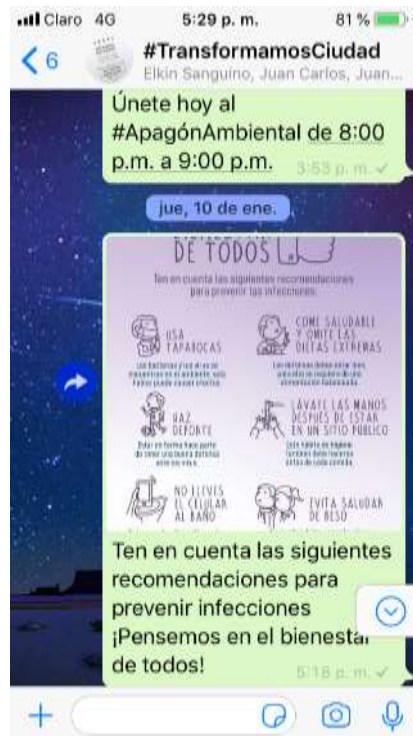 Claro 4G 5:29 p. m. 81 %
6 #TransformamosCiudad
Elkin Sanguino, Juan Carlos, Juan...
Únete hoy al
#ApagónAmbiental de 8:00
p.m. a 9:00 p.m.
3:53 p. m.
jue, 10 de ene.
DE TODOS
Ten en cuenta las siguientes recomendaciones
para prevenir las infecciones:
USA
TAPABOCAS
COME SALUDABLE
Y OMITE LAS
DIETAS EXTREMAS
HAZ
DEPORTE
LÁVATE LAS MANOS
DESPUÉS DE ESTAR
EN UN SITIO PÚBLICO
NO LLEVES
EL CELULAR
AL BAÑO
EVITA SALUDAR
DE BESO
Ten en cuenta las siguientes
recomendaciones para
prevenir infecciones
¡Pensemos en el bienestar
de todos!
5:18 p. m.